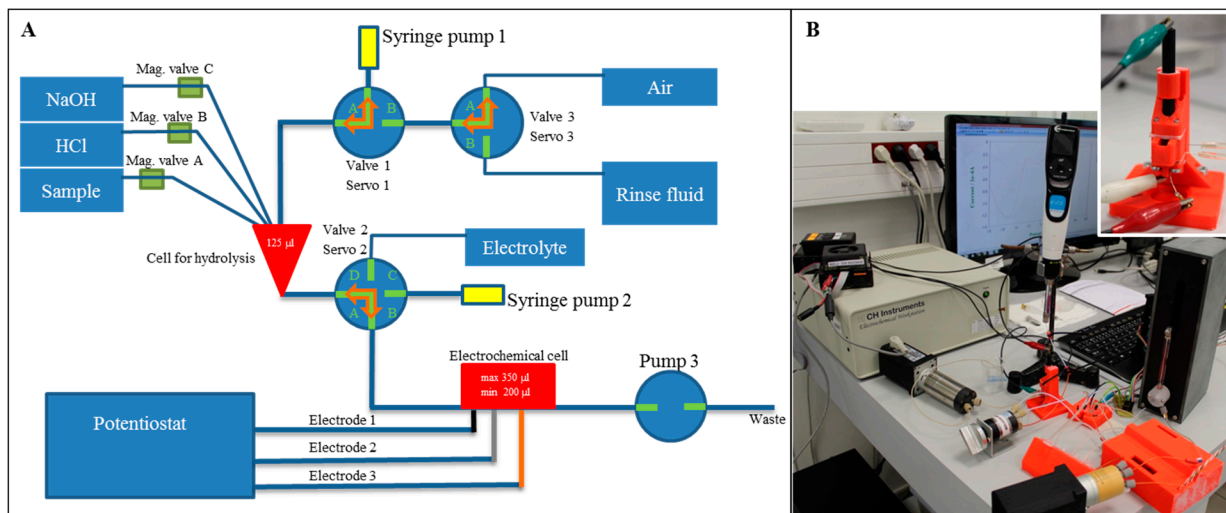 A
Syringe pump 1
Mag. valve C
NaOH
Mag. valve B
HCl
Mag. valve A
Sample
A
B
Valve 1
Servo 1
A
B
Valve 3
Servo 3
Air
Rinse fluid
125 µl
Cell for hydrolysis
Valve 2
Servo 2
D
C
A
B
Electrolyte
Syringe pump 2
Electrochemical cell
max 350 µl
min 200 µl
Pump 3
Waste
Potentiostat
Electrode 1
Electrode 2
Electrode 3
B
CH Instruments
Electrochemical Workstation